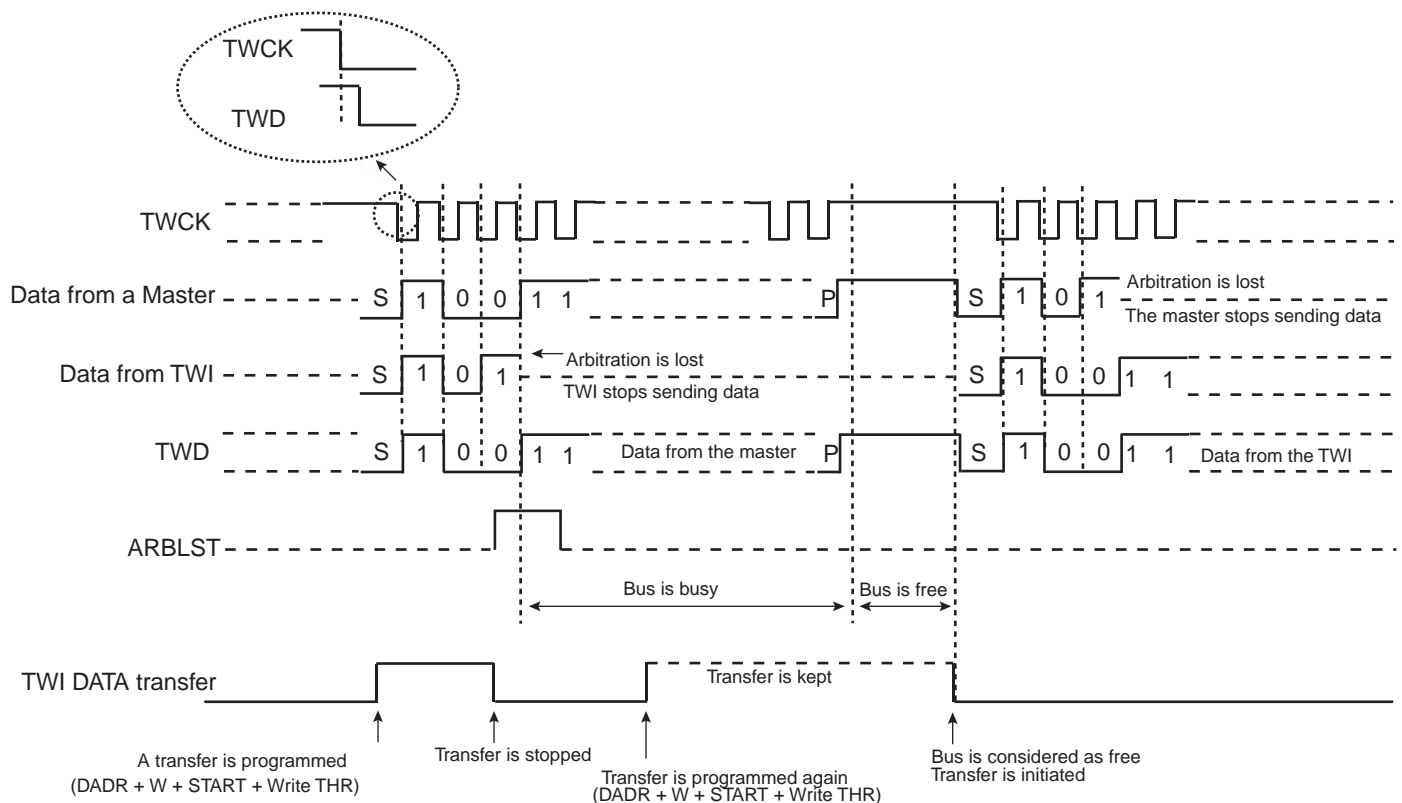 TWCK
TWD
TWCK
Data from a Master S 1 0 0 1 1 P S 1 0 1 Arbitration is lost
The master stops sending data
Data from TWI S 1 0 1 Arbitration is lost S 1 0 0 1 1
TWI stops sending data
TWD S 1 0 0 1 1 Data from the master P S 1 0 0 1 1 Data from the TWI
ARBLST
Bus is busy Bus is free
TWI DATA transfer Transfer is kept
A transfer is programmed
(DADR + W + START + Write THR)
Transfer is stopped
Transfer is programmed again
(DADR + W + START + Write THR)
Bus is considered as free
Transfer is initiated